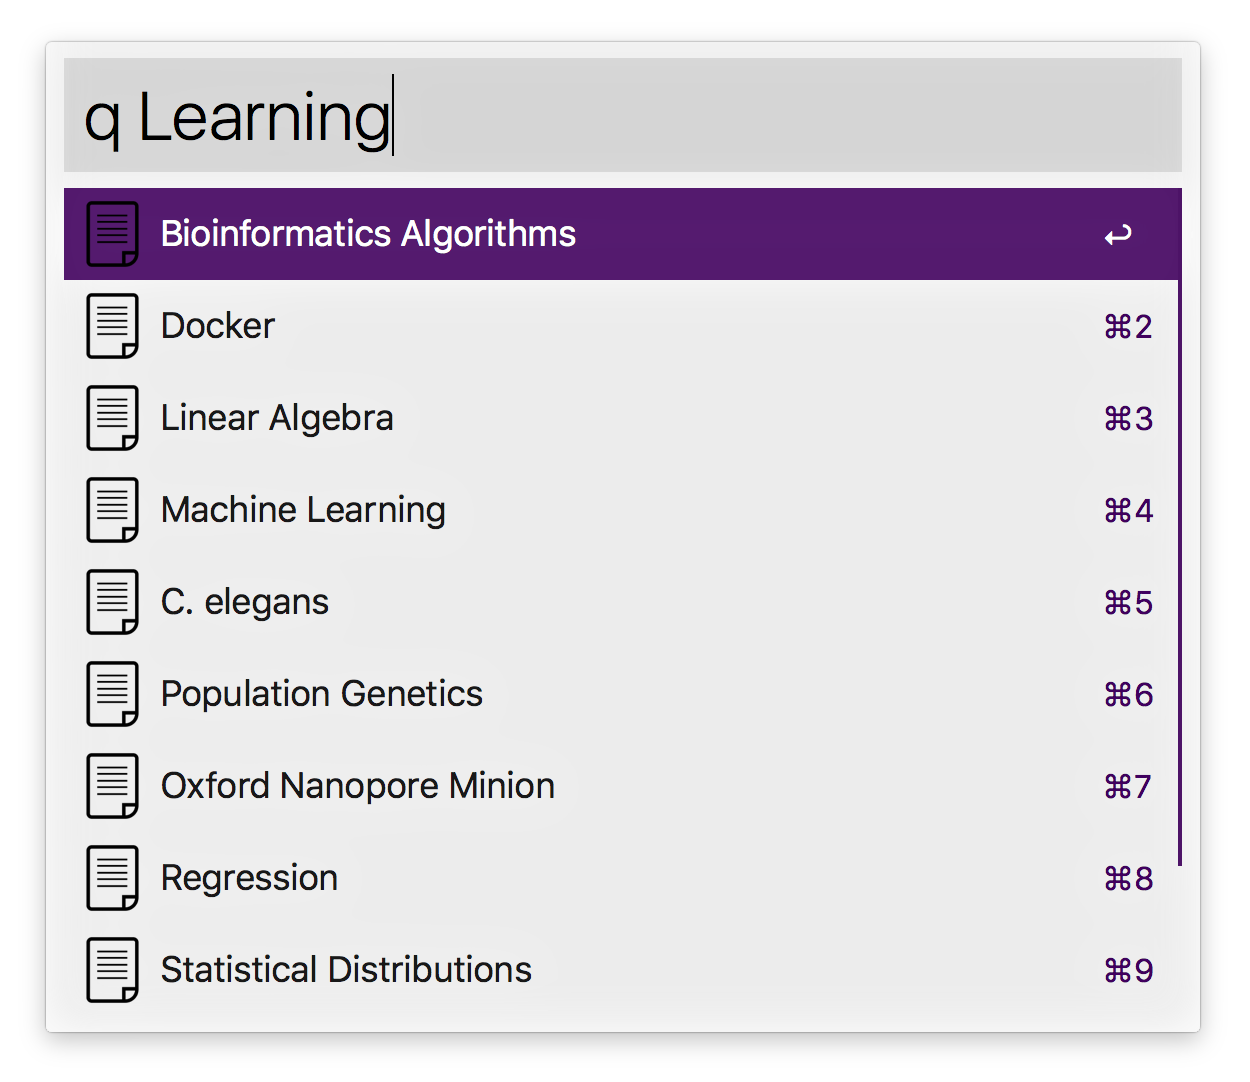 q Learning
Bioinformatics Algorithms ↩
Docker ⌘2
Linear Algebra ⌘3
Machine Learning ⌘4
C. elegans ⌘5
Population Genetics ⌘6
Oxford Nanopore Minion ⌘7
Regression ⌘8
Statistical Distributions ⌘9